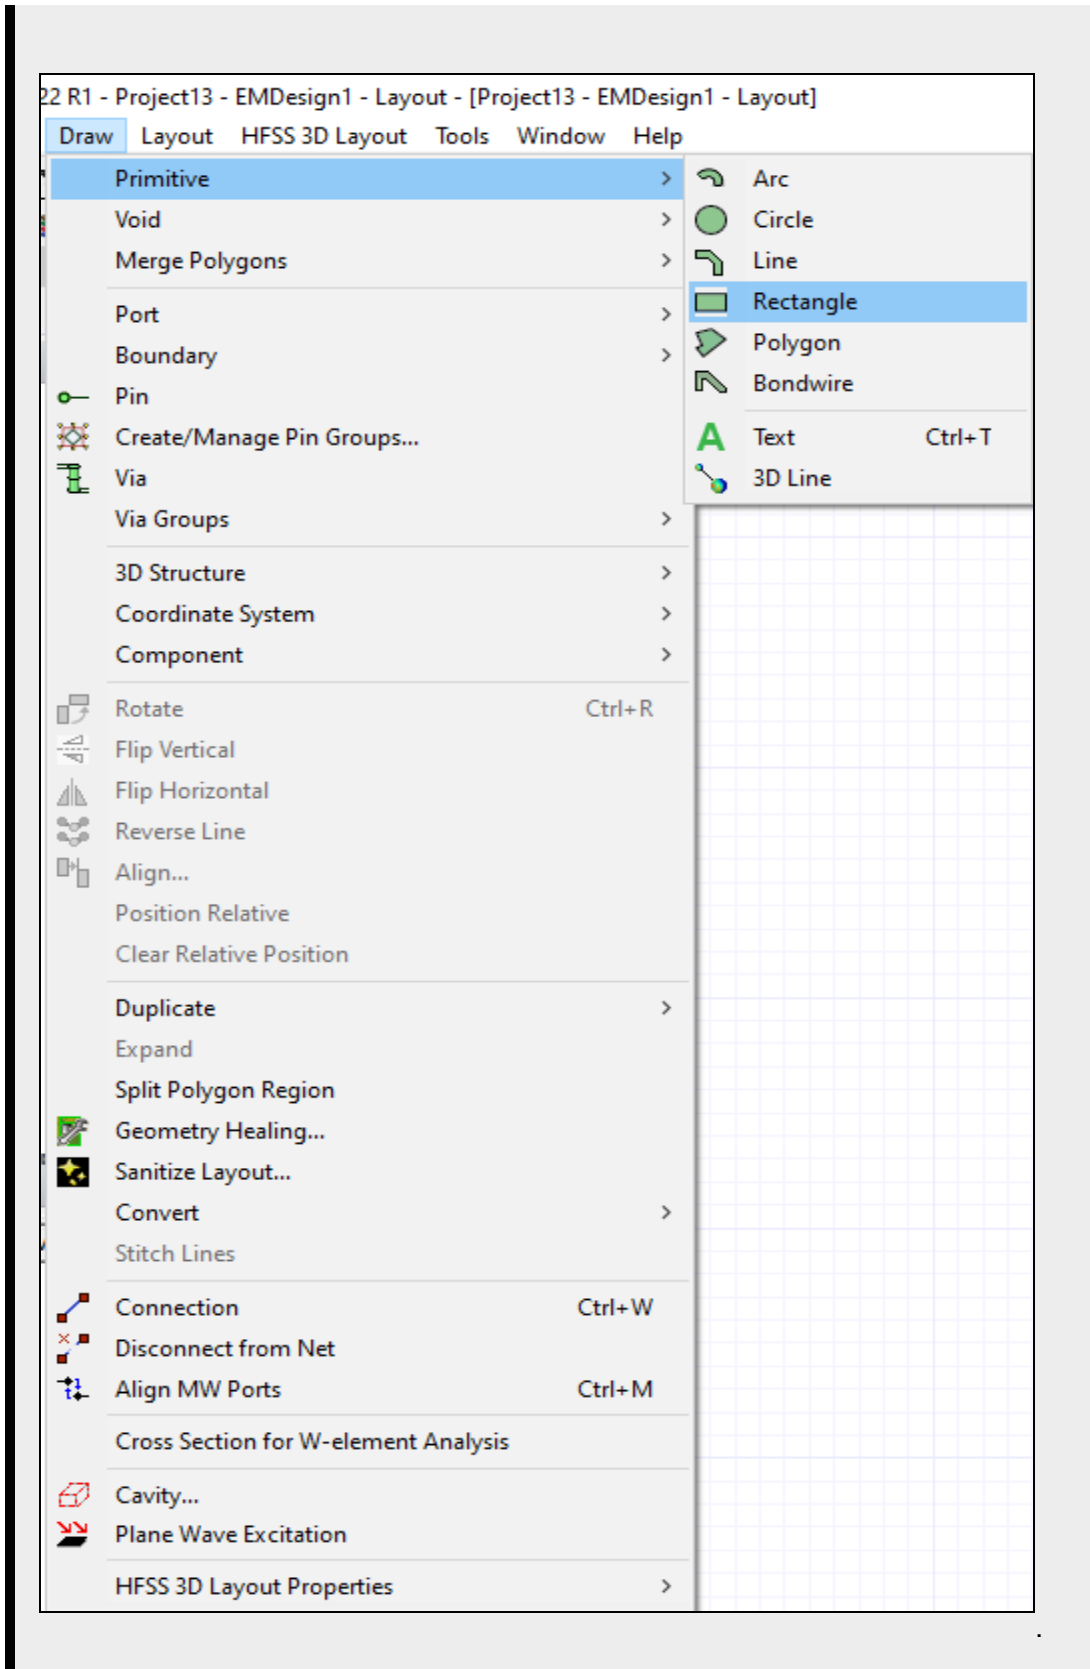 22 R1 - Project13 - EMDesign1 - Layout - [Project13 - EMDesign1 - Layout]
Draw Layout HFSS 3D Layout Tools Window Help
Primitive
Void
Merge Polygons
Port
Boundary
Pin
Create/Manage Pin Groups...
Via
Via Groups
3D Structure
Coordinate System
Component
Rotate Ctrl+R
Flip Vertical
Flip Horizontal
Reverse Line
Align...
Position Relative
Clear Relative Position
Duplicate
Expand
Split Polygon Region
Geometry Healing...
Sanitize Layout...
Convert
Stitch Lines
Connection Ctrl+W
Disconnect from Net
Align MW Ports Ctrl+M
Cross Section for W-element Analysis
Cavity...
Plane Wave Excitation
HFSS 3D Layout Properties
Arc
Circle
Line
Rectangle
Polygon
Bondwire
A Text Ctrl+T
3D Line
.